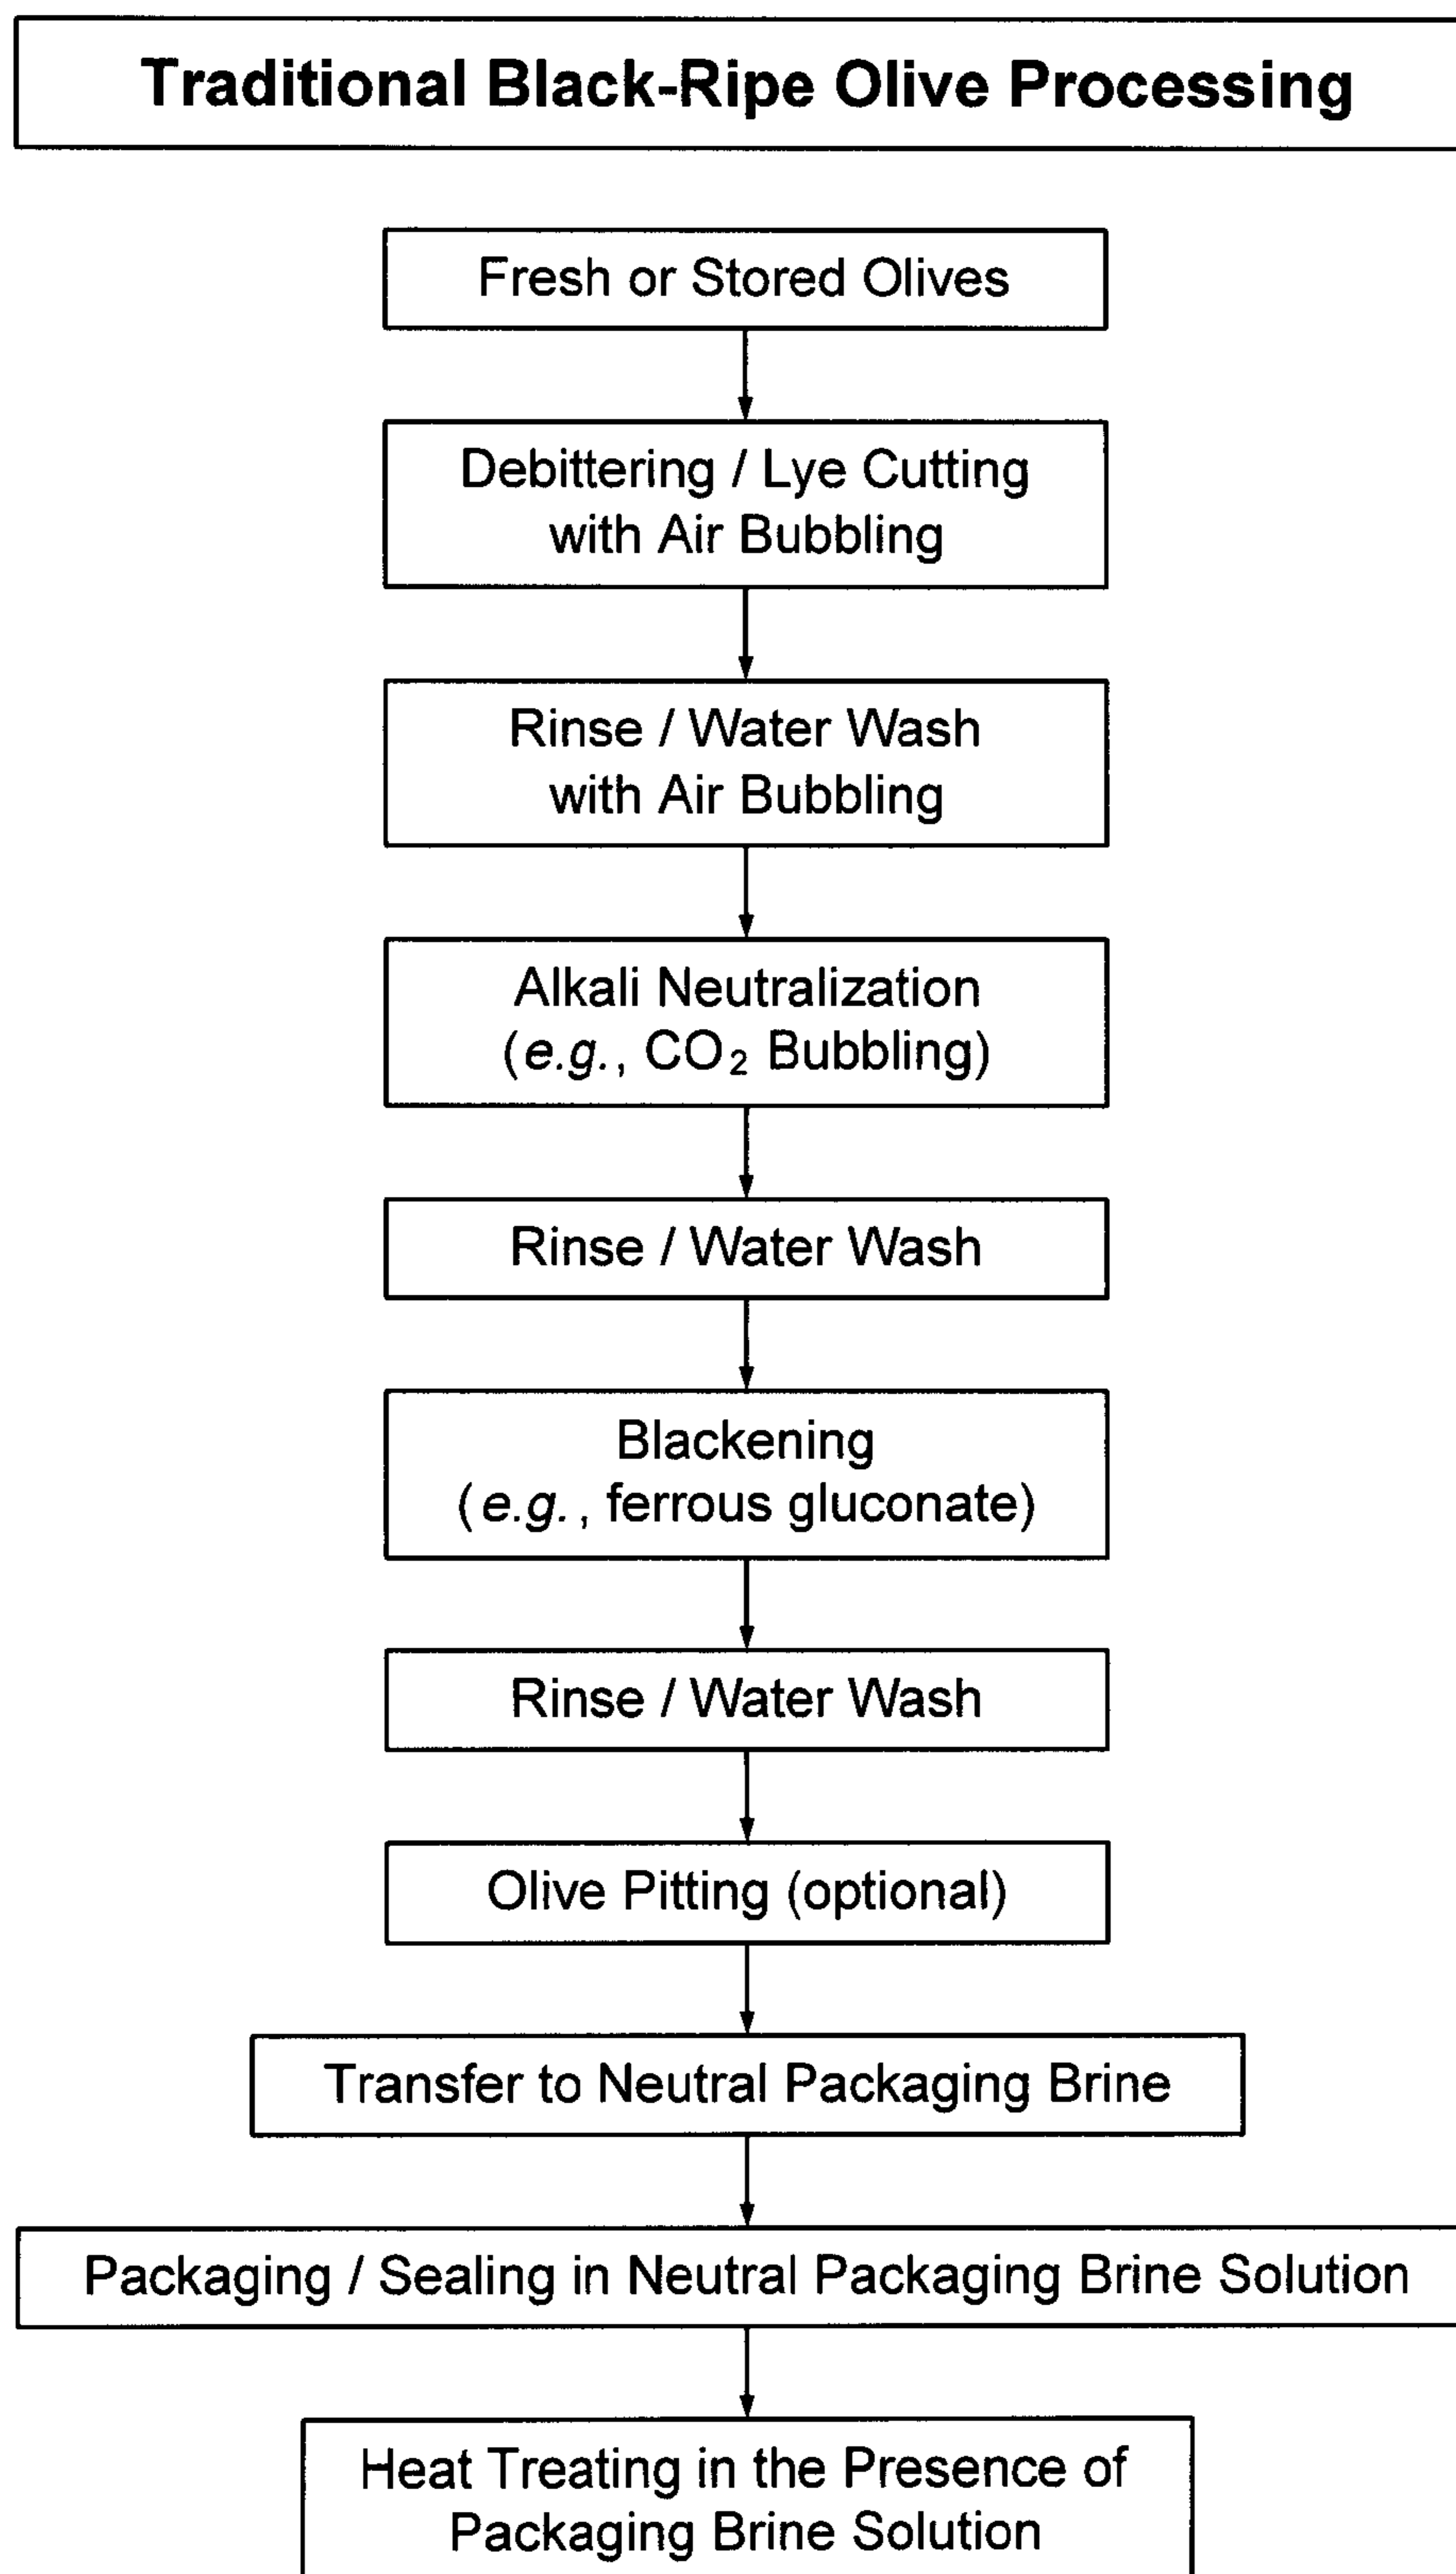 Traditional Black-Ripe Olive Processing
Fresh or Stored Olives
Debittering / Lye Cutting
with Air Bubbling
Rinse / Water Wash
with Air Bubbling
Alkali Neutralization
(e.g., CO₂ Bubbling)
Rinse / Water Wash
Blackening
(e.g., ferrous gluconate)
Rinse / Water Wash
Olive Pitting (optional)
Transfer to Neutral Packaging Brine
Packaging / Sealing in Neutral Packaging Brine Solution
Heat Treating in the Presence of
Packaging Brine Solution